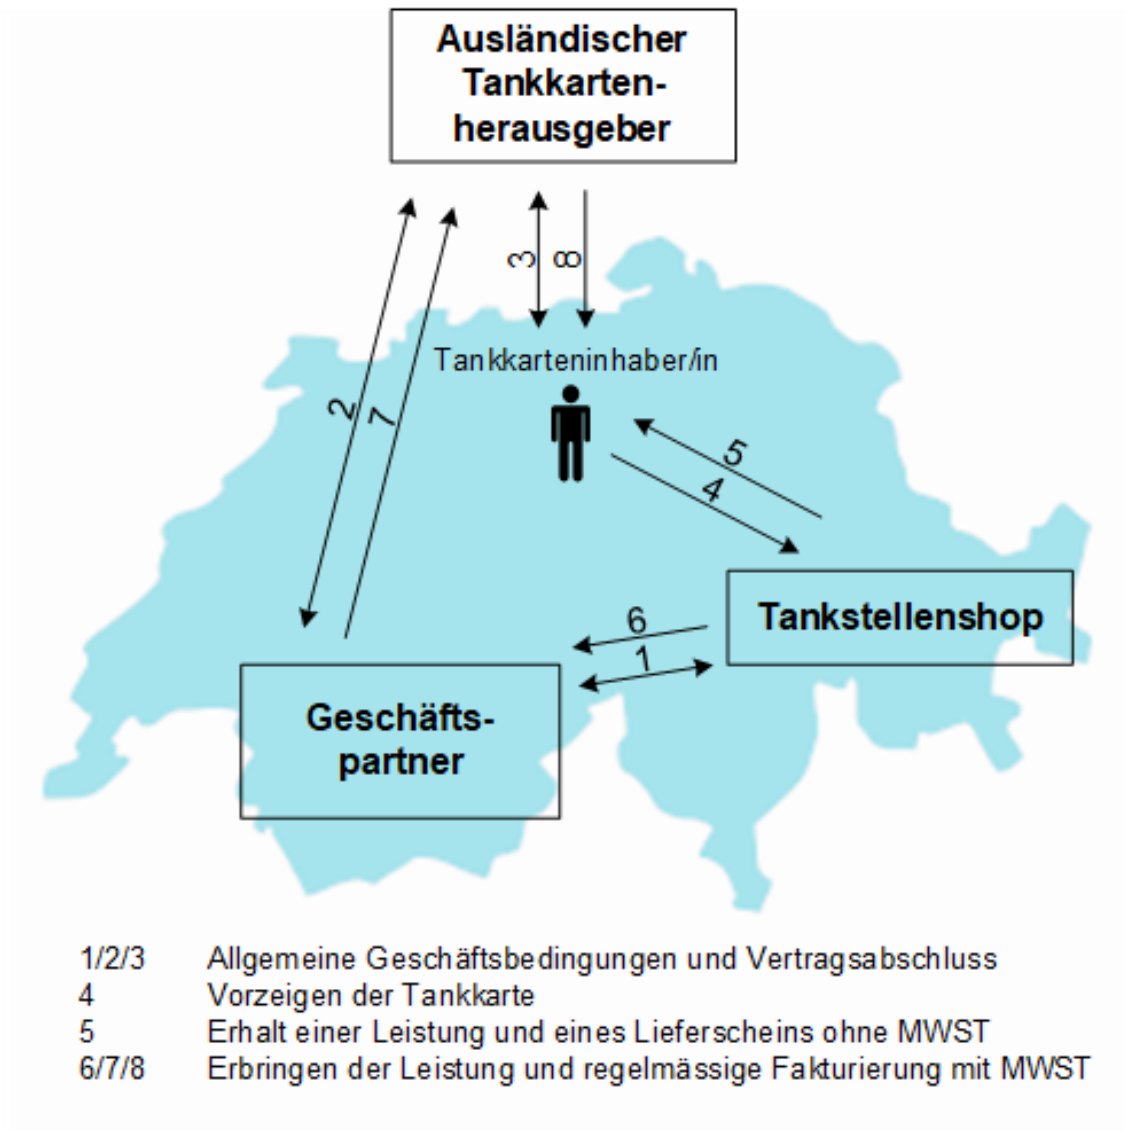 Ausländischer
Tankkarten-
herausgeber
3
8
Tankkarteninhaber/in
2
7
5
4
Tankstellenshop
6
1
Geschäfts-
partner
1/2/3 Allgemeine Geschäftsbedingungen und Vertragsabschluss
4 Vorzeigen der Tankkarte
5 Erhalt einer Leistung und eines Lieferscheins ohne MWST
6/7/8 Erbringen der Leistung und regelmässige Fakturierung mit MWST